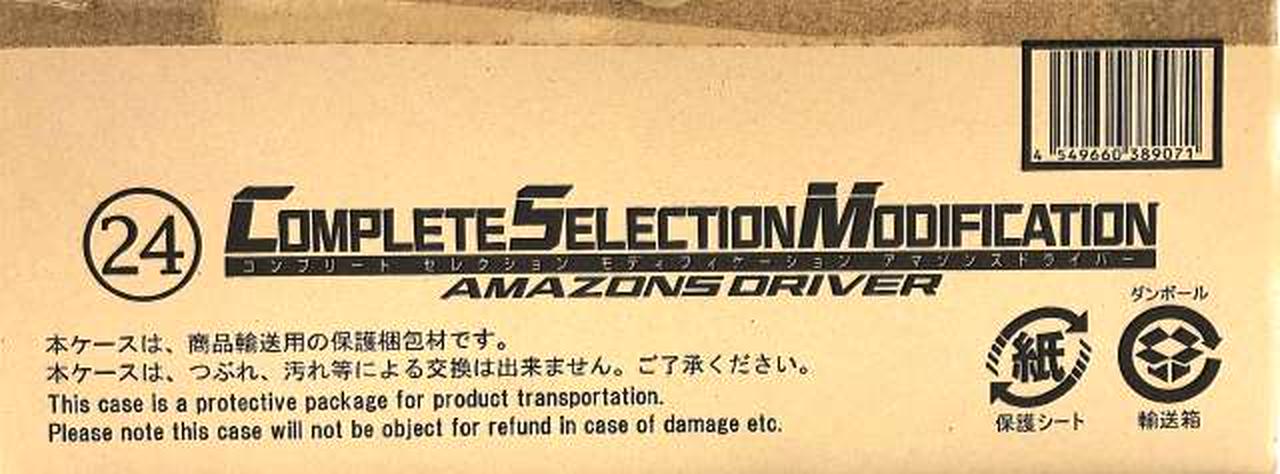 4 549660 389071
24
COMPLETE SELECTION MODIFICATION
コンプリート セレクション モディフィケーション アマゾンズドライバー
AMAZONS DRIVER
ダンボール
本ケースは、商品輸送用の保護梱包材です。
本ケースは、つぶれ、汚れ等による交換は出来ません。ご了承ください。
This case is a protective package for product transportation.
Please note this case will not be object for refund in case of damage etc.
紙
保護シート
輸送箱